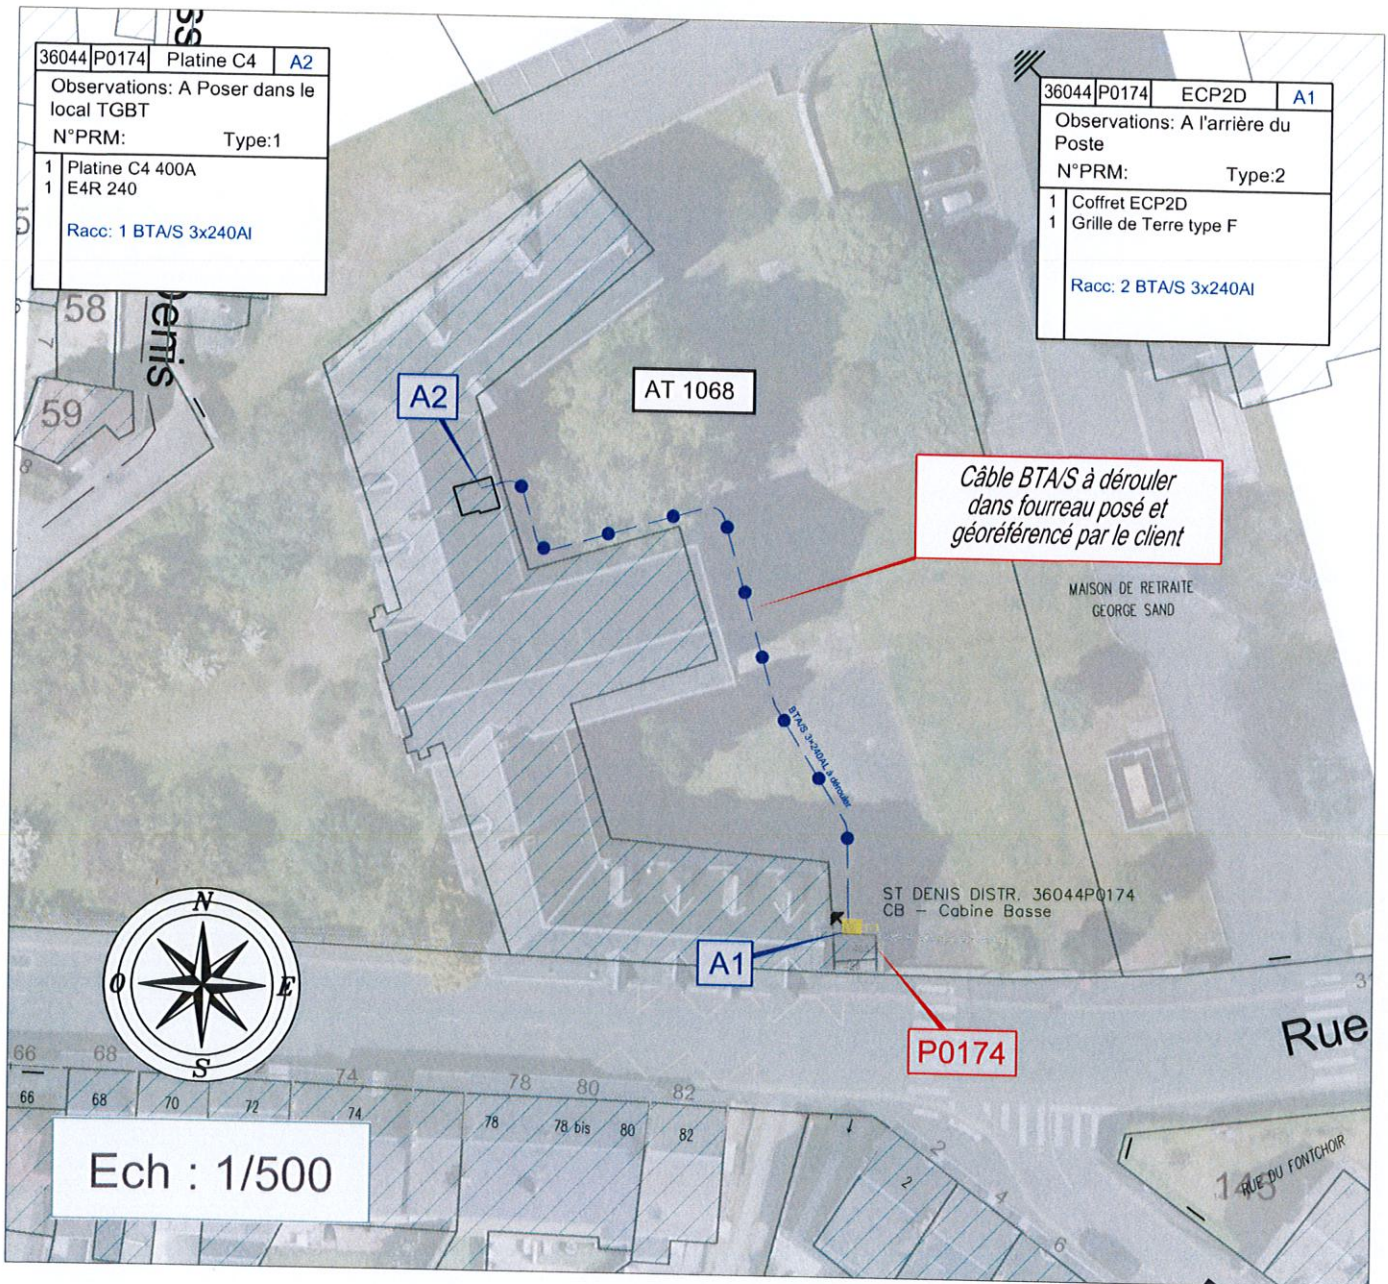 ss
36044 P0174 Platine C4 A2
Observations: A Poser dans le
local TGBT
N°PRM: Type:1
1 Platine C4 400A
1 E4R 240
Racc: 1 BTA/S 3x240Al
36044 P0174 ECP2D A1
Observations: A l'arrière du
Poste
N°PRM: Type:2
1 Coffret ECP2D
1 Grille de Terre type F
Racc: 2 BTA/S 3x240Al
58
7
Denis
59
8
A2
AT 1068
Câble BTA/S à dérouler
dans fourreau posé et
géoréférencé par le client
MAISON DE RETRAITE
GEORGE SAND
BTA/S 3x240AL à dérouler
ST DENIS DISTR. 36044P0174
CB – Cabine Basse
A1
P0174
N
O
E
S
31
Rue
66 68 74 78 80 82
66 68 70 72 74 78 78 bis 80 82
2
2
4
6
Ech : 1/500
RUE DU FONTCHOIR